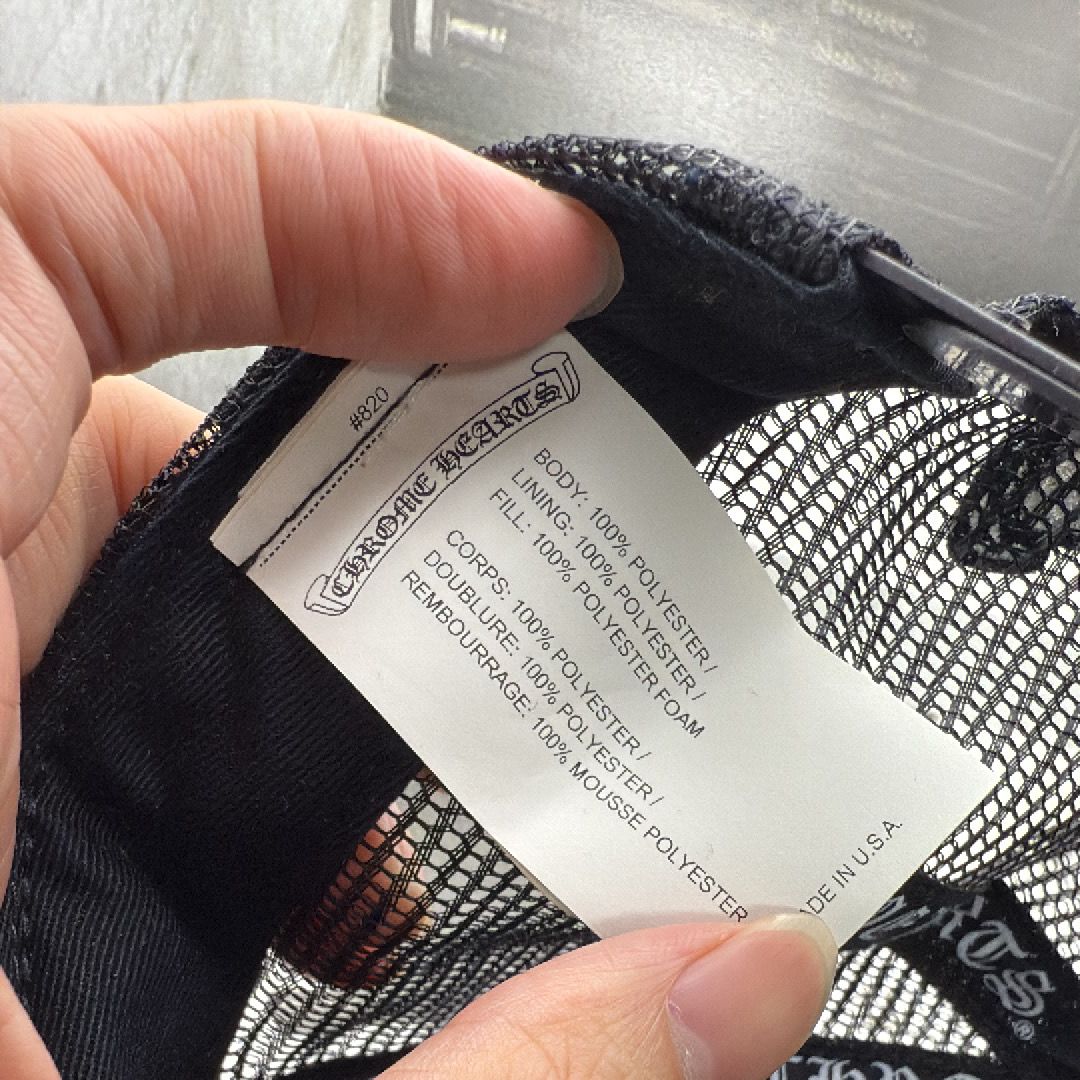 #820
CHROME HEARTS
BODY: 100% POLYESTER /
LINING: 100% POLYESTER /
FILL: 100% POLYESTER FOAM
CORPS: 100% POLYESTER /
DOUBLURE: 100% POLYESTER /
REMBOURRAGE: 100% MOUSSE POLYESTER
ADE IN U.S.A.